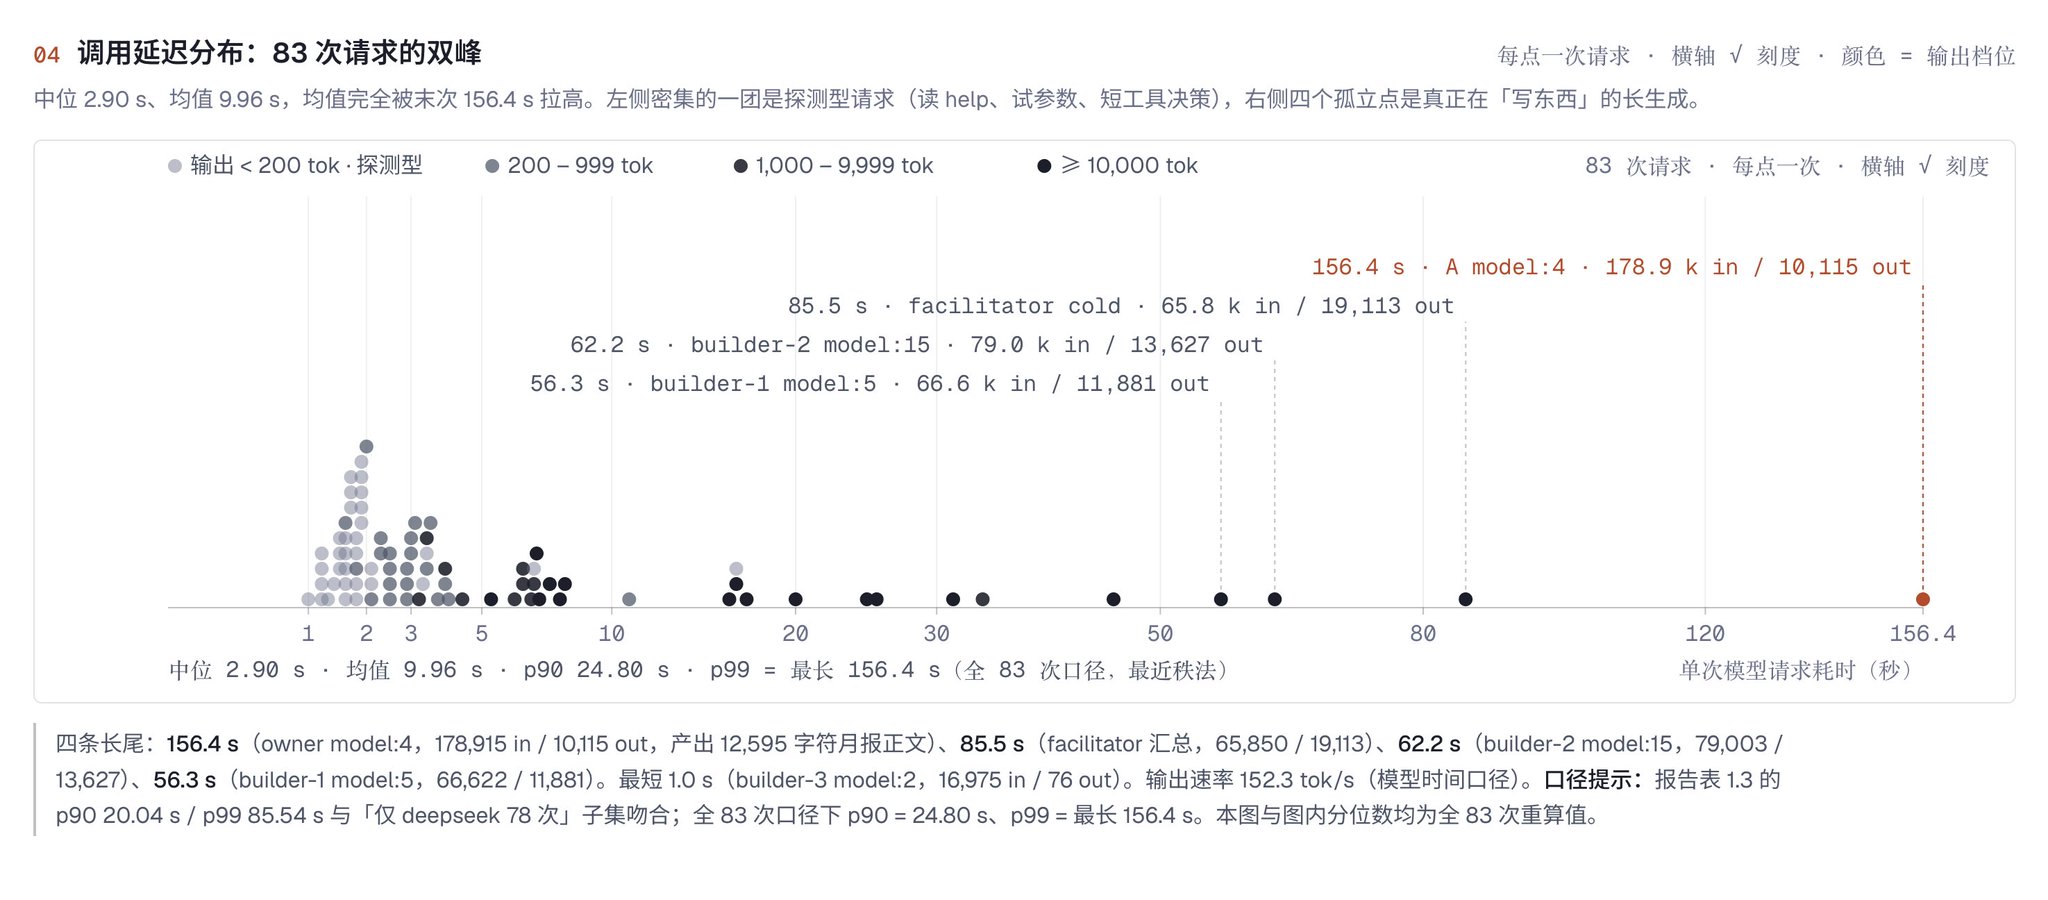 04 调用延迟分布：83 次请求的双峰
每点一次请求 · 横轴 √ 刻度 · 颜色 = 输出档位
中位 2.90 s、均值 9.96 s，均值完全被末次 156.4 s 拉高。左侧密集的一团是探测型请求（读 help、试参数、短工具决策），右侧四个孤立点是真正在「写东西」的长生成。
输出 < 200 tok · 探测型
200 – 999 tok
1,000 – 9,999 tok
≥ 10,000 tok
83 次请求 · 每点一次 · 横轴 √ 刻度
156.4 s · A model:4 · 178.9 k in / 10,115 out
85.5 s · facilitator cold · 65.8 k in / 19,113 out
62.2 s · builder-2 model:15 · 79.0 k in / 13,627 out
56.3 s · builder-1 model:5 · 66.6 k in / 11,881 out
1 2 3 5 10 20 30 50 80 120 156.4
中位 2.90 s · 均值 9.96 s · p90 24.80 s · p99 = 最长 156.4 s（全 83 次口径，最近秩法）
单次模型请求耗时（秒）
四条长尾：156.4 s（owner model:4，178,915 in / 10,115 out，产出 12,595 字符月报正文）、85.5 s（facilitator 汇总，65,850 / 19,113）、62.2 s（builder-2 model:15，79,003 /
13,627）、56.3 s（builder-1 model:5，66,622 / 11,881）。最短 1.0 s（builder-3 model:2，16,975 in / 76 out）。输出速率 152.3 tok/s（模型时间口径）。口径提示：报告表 1.3 的
p90 20.04 s / p99 85.54 s 与「仅 deepseek 78 次」子集吻合；全 83 次口径下 p90 = 24.80 s、p99 = 最长 156.4 s。本图与图内分位数均为全 83 次重算值。